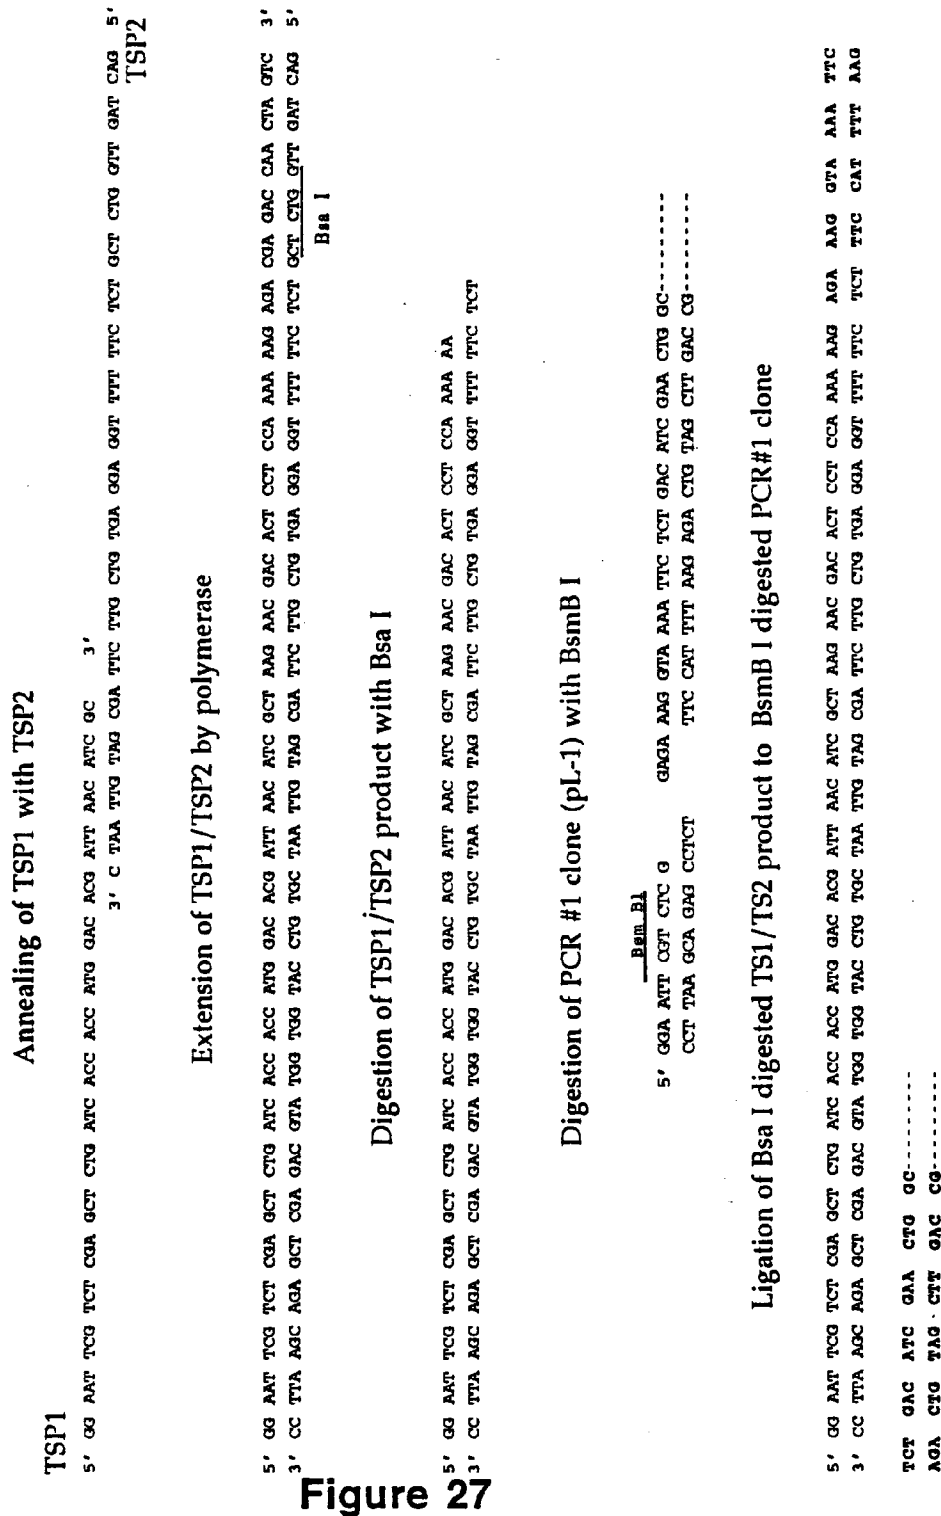 Annealing of TSP1 with TSP2
TSP1
5' GG AAT TCG TCT CGA GCT CTG ATC ACC ACC ATG GAC ACG ATT AAC ATC GC 3'
3' C TAA TTG TAG CGA TTC TTG CTG TGA GGA GGT TTT TTC TCT GCT CTG GTT GAT CAG 5'
TSP2
Extension of TSP1/TSP2 by polymerase
5' GG AAT TCG TCT CGA GCT CTG ATC ACC ACC ATG GAC ACG ATT AAC ATC GCT AAG AAC GAC ACT CCT CCA AAA AAG AGA CGA GAC CAA CTA GTC 3'
3' CC TTA AGC AGA GCT CGA GAC GTA TGG TGG TAC CTG TGC TAA TTG TAG CGA TTC TTG CTG TGA GGA GGT TTT TTC TCT GCT CTG GTT GAT CAG 5'
Bsa I
Digestion of TSP1/TSP2 product with Bsa I
5' GG AAT TCG TCT CGA GCT CTG ATC ACC ACC ATG GAC ACG ATT AAC ATC GCT AAG AAC GAC ACT CCT CCA AAA AA
3' CC TTA AGC AGA GCT CGA GAC GTA TGG TGG TAC CTG TGC TAA TTG TAG CGA TTC TTG CTG TGA GGA GGT TTT TTC TCT
Digestion of PCR #1 clone (pL-1) with BsmB I
Bsm B1
5' GGA ATT CGT CTC G GAGA AAG GTA AAA TTC TCT GAC ATC GAA CTG GC---------
CCT TAA GCA GAG CCTCT TTC CAT TTT AAG AGA CTG TAG CTT GAC CG---------
Ligation of Bsa I digested TS1/TS2 product to BsmB I digested PCR#1 clone
5' GG AAT TCG TCT CGA GCT CTG ATC ACC ACC ATG GAC ACG ATT AAC ATC GCT AAG AAC GAC ACT CCT CCA AAA AAG AGA AAG GTA AAA TTC
3' CC TTA AGC AGA GCT CGA GAC GTA TGG TGG TAC CTG TGC TAA TTG TAG CGA TTC TTG CTG TGA GGA GGT TTT TTC TCT TTC CAT TTT AAG
TCT GAC ATC GAA CTG GC--------
AGA CTG TAG CTT GAC CG---------
Figure 27